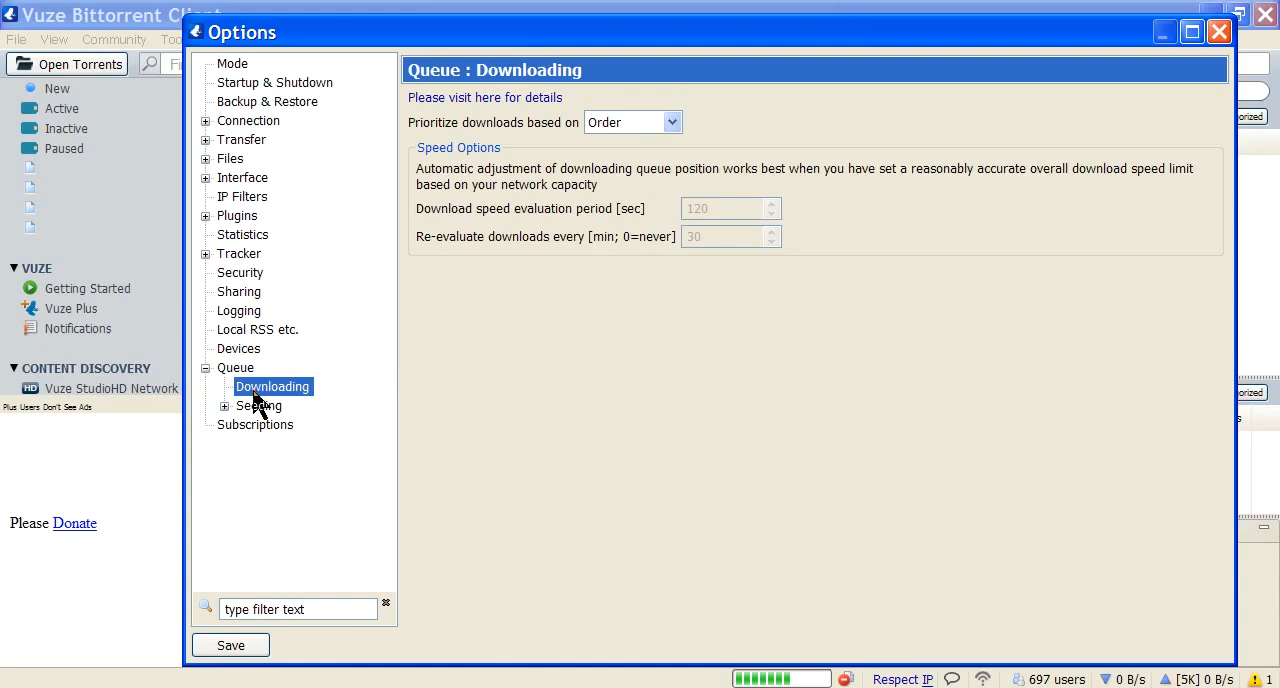 Vuze Bittorrent Client
File View Community
Open Torrents
New
Active
Inactive
Paused
VUZE
Getting Started
Vuze Plus
Notifications
CONTENT DISCOVERY
HD Vuze StudioHD Network
Plus Users Don't See Ads
Please Donate
Options
Mode
Startup & Shutdown
Backup & Restore
Connection
Transfer
Files
Interface
IP Filters
Plugins
Statistics
Tracker
Security
Sharing
Logging
Local RSS etc.
Devices
Queue
Downloading
Seeding
Subscriptions
type filter text
Save
Queue : Downloading
Please visit here for details
Prioritize downloads based on Order
Speed Options
Automatic adjustment of downloading queue position works best when you have set a reasonably accurate overall download speed limit
based on your network capacity
Download speed evaluation period [sec] 120
Re-evaluate downloads every [min; 0=never] 30
Respect IP 697 users 0 B/s [5K] 0 B/s 1